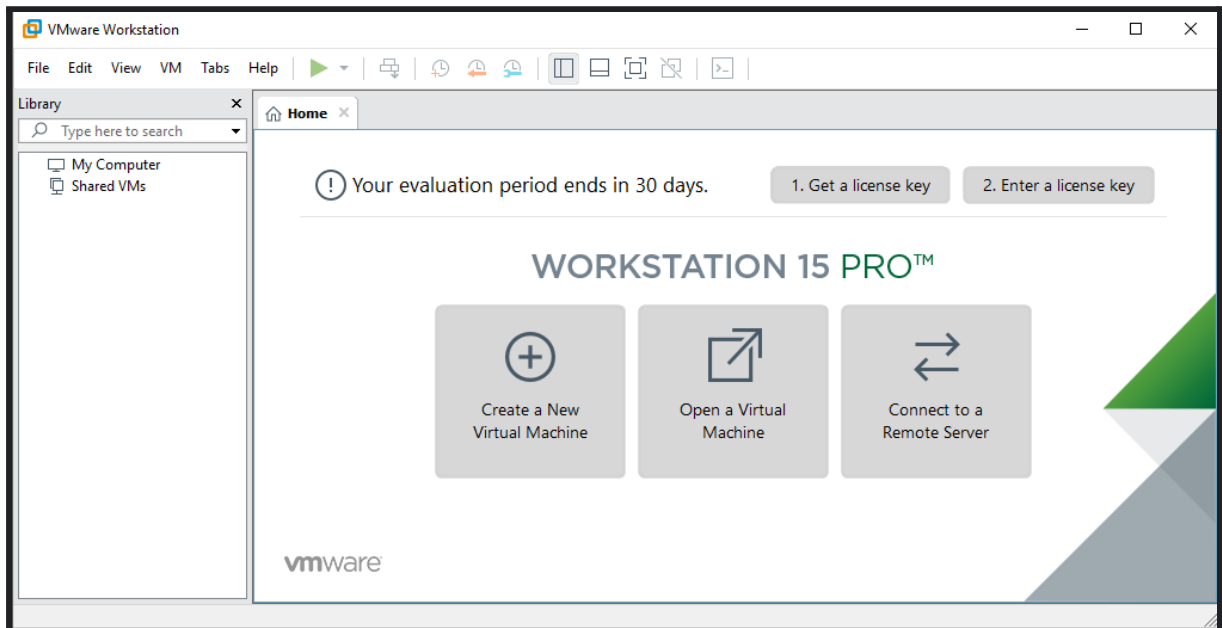 VMware Workstation
File Edit View VM Tabs Help
Library
Type here to search
My Computer
Shared VMs
Home
Your evaluation period ends in 30 days.
1. Get a license key
2. Enter a license key
WORKSTATION 15 PRO™
Create a New
Virtual Machine
Open a Virtual
Machine
Connect to a
Remote Server
vmware